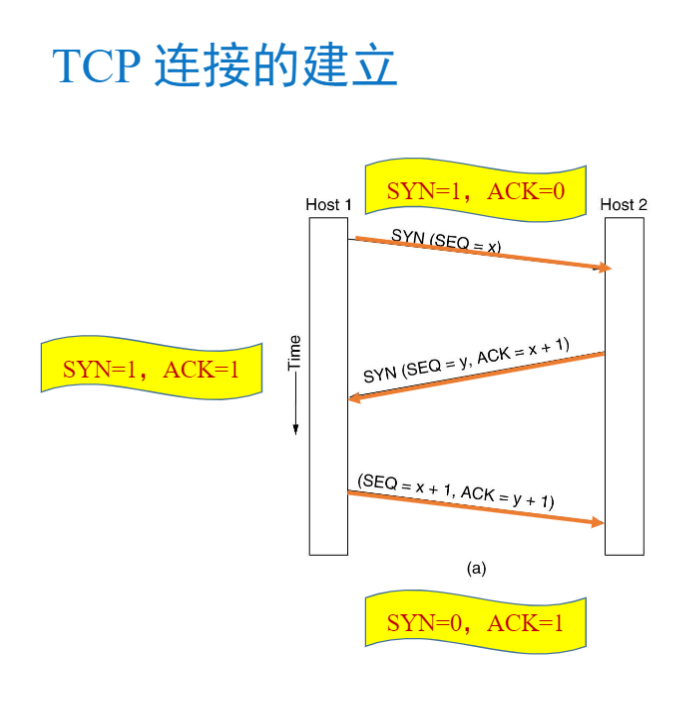 TCP 连接的建立
SYN=1，ACK=0
Host 1
Host 2
SYN (SEQ = x)
Time
SYN (SEQ = y, ACK = x + 1)
SYN=1，ACK=1
(SEQ = x + 1, ACK = y + 1)
(a)
SYN=0，ACK=1